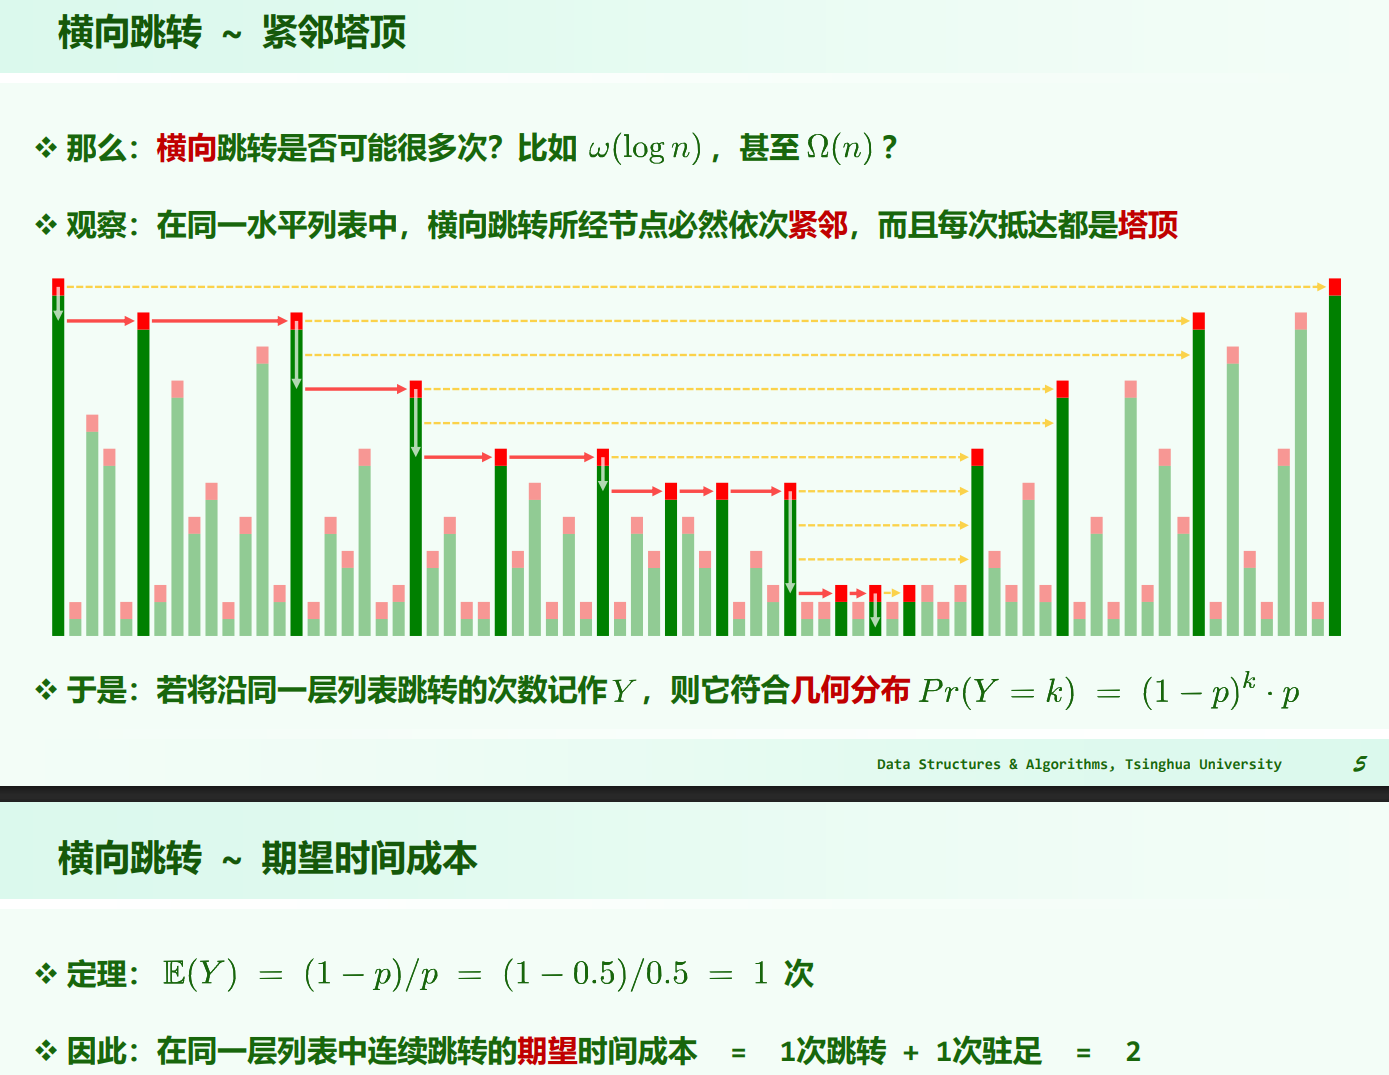 横向跳转 ~ 紧邻塔顶
❖ 那么：横向跳转是否可能很多次？比如 ω(log n)，甚至 Ω(n)？
❖ 观察：在同一水平列表中，横向跳转所经节点必然依次紧邻，而且每次抵达都是塔顶
❖ 于是：若将沿同一层列表跳转的次数记作 Y，则它符合几何分布 Pr(Y = k) = (1 − p)^k · p
Data Structures & Algorithms, Tsinghua University 5
横向跳转 ~ 期望时间成本
❖ 定理：𝔼(Y) = (1 − p)/p = (1 − 0.5)/0.5 = 1 次
❖ 因此：在同一层列表中连续跳转的期望时间成本 = 1次跳转 + 1次驻足 = 2